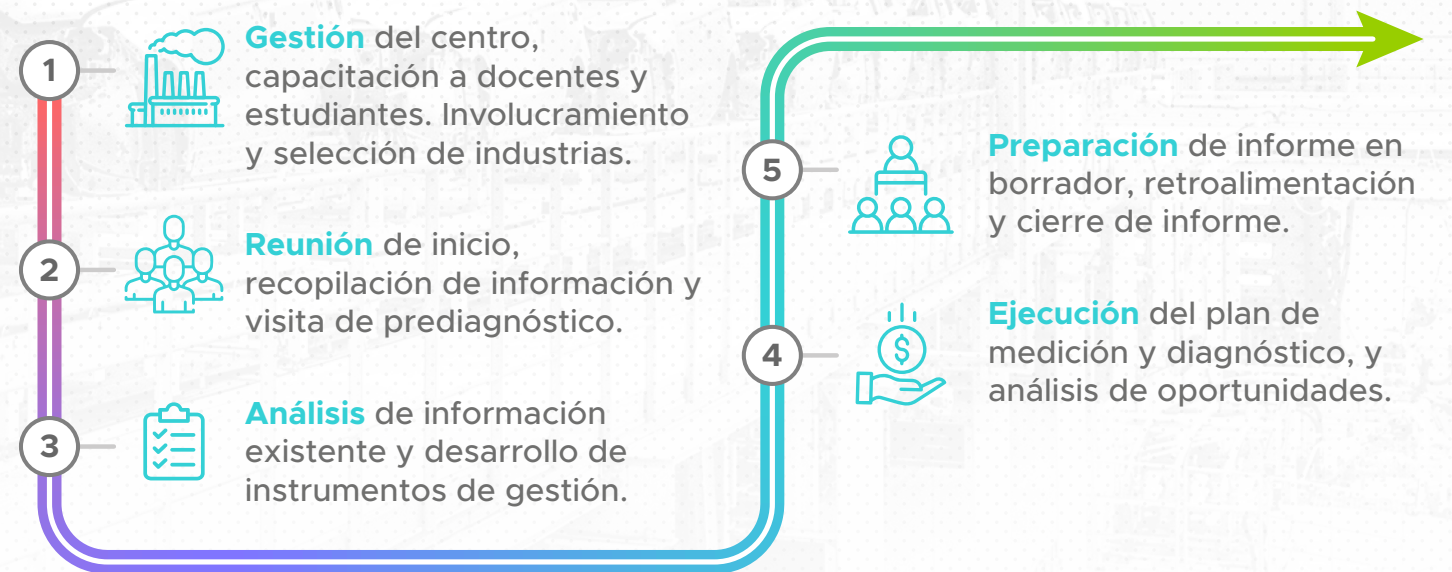 1
Gestión del centro,
capacitación a docentes y
estudiantes. Involucramiento
y selección de industrias.
2
Reunión de inicio,
recopilación de información y
visita de prediagnóstico.
3
Análisis de información
existente y desarrollo de
instrumentos de gestión.
4
$
Ejecución del plan de
medición y diagnóstico, y
análisis de oportunidades.
5
Preparación de informe en
borrador, retroalimentación
y cierre de informe.